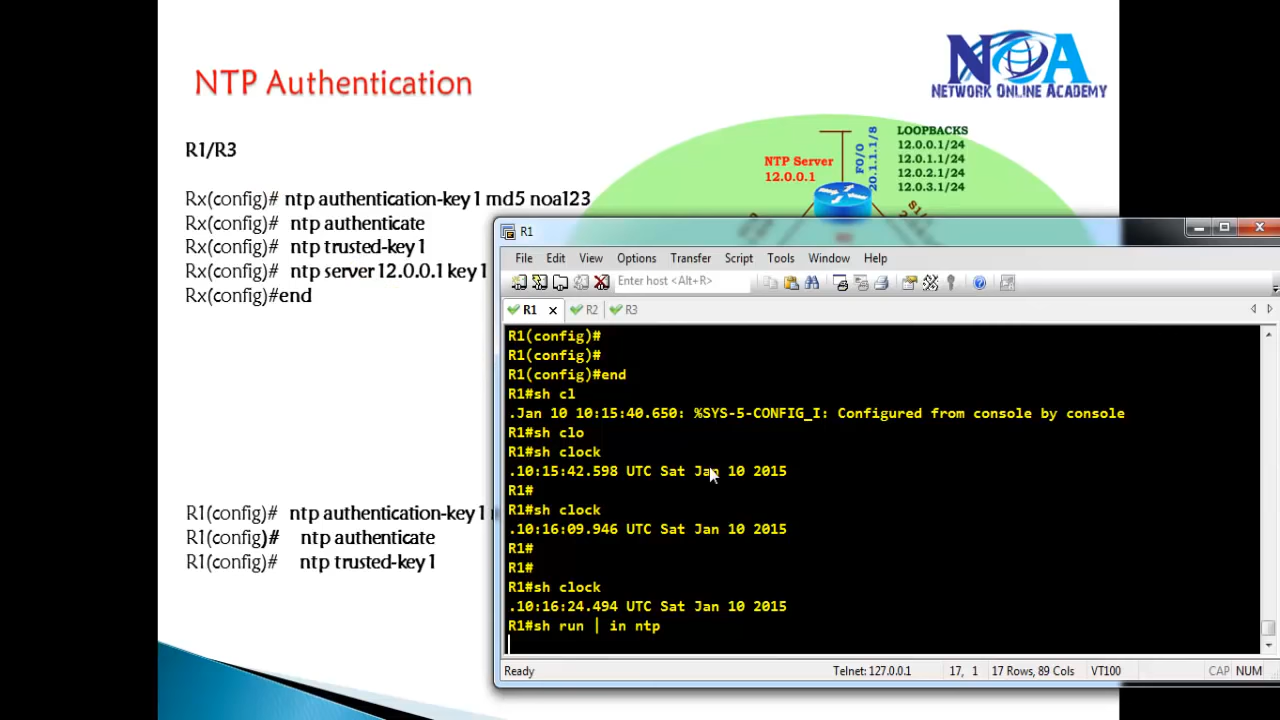 NTP Authentication
NOA
NETWORK ONLINE ACADEMY
R1/R3
Rx(config)# ntp authentication-key 1 md5 noa123
Rx(config)# ntp authenticate
Rx(config)# ntp trusted-key 1
Rx(config)# ntp server 12.0.0.1 key 1
Rx(config)#end
NTP Server
12.0.0.1
F0/0
20.1.1.1/8
LOOPBACKS
12.0.0.1/24
12.0.1.1/24
12.0.2.1/24
12.0.3.1/24
R1(config)# ntp authentication-key 1
R1(config)# ntp authenticate
R1(config)# ntp trusted-key 1
R1
File Edit View Options Transfer Script Tools Window Help
Enter host <Alt+R>
R1 R2 R3
R1(config)#
R1(config)#
R1(config)#end
R1#sh cl
.Jan 10 10:15:40.650: %SYS-5-CONFIG_I: Configured from console by console
R1#sh clo
R1#sh clock
.10:15:42.598 UTC Sat Jan 10 2015
R1#
R1#sh clock
.10:16:09.946 UTC Sat Jan 10 2015
R1#
R1#
R1#sh clock
.10:16:24.494 UTC Sat Jan 10 2015
R1#sh run | in ntp
Ready Telnet: 127.0.0.1 17, 1 17 Rows, 89 Cols VT100 CAP NUM